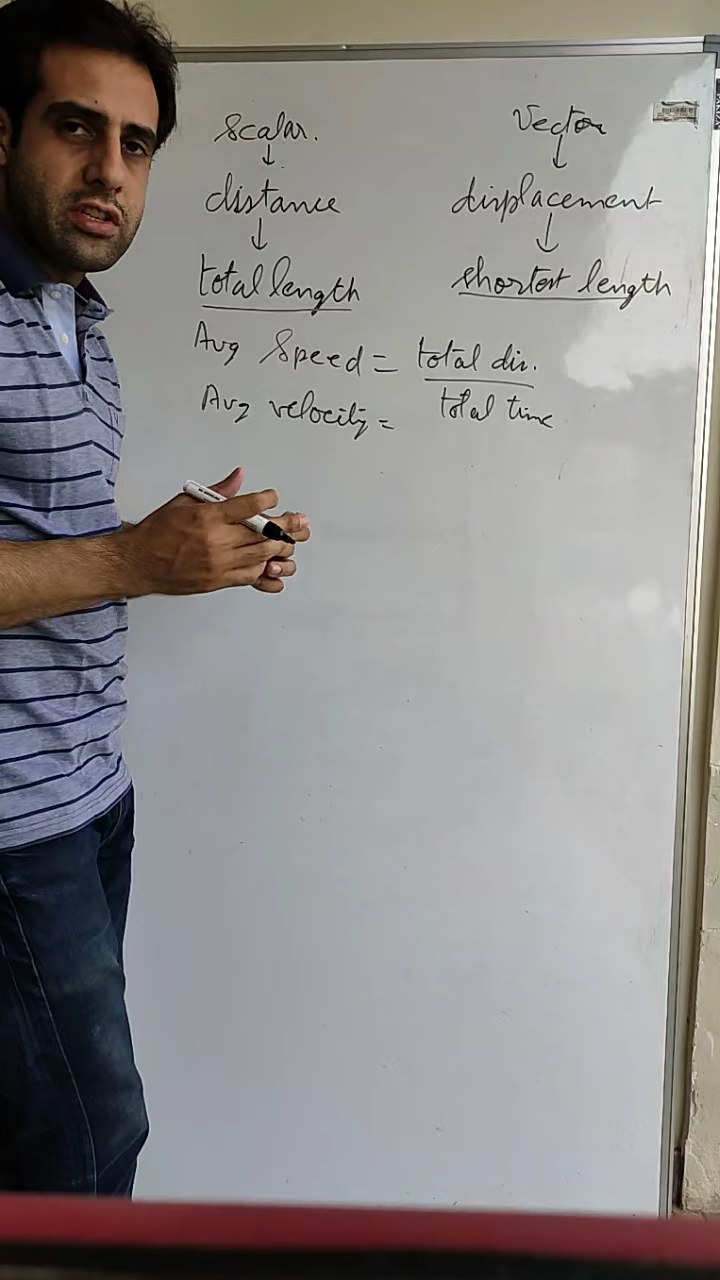 Scalar. Vector
↓ ↓
distance displacement
↓ ↓
total length shortest length
Avg Speed = total dis.
Avg velocity = total time